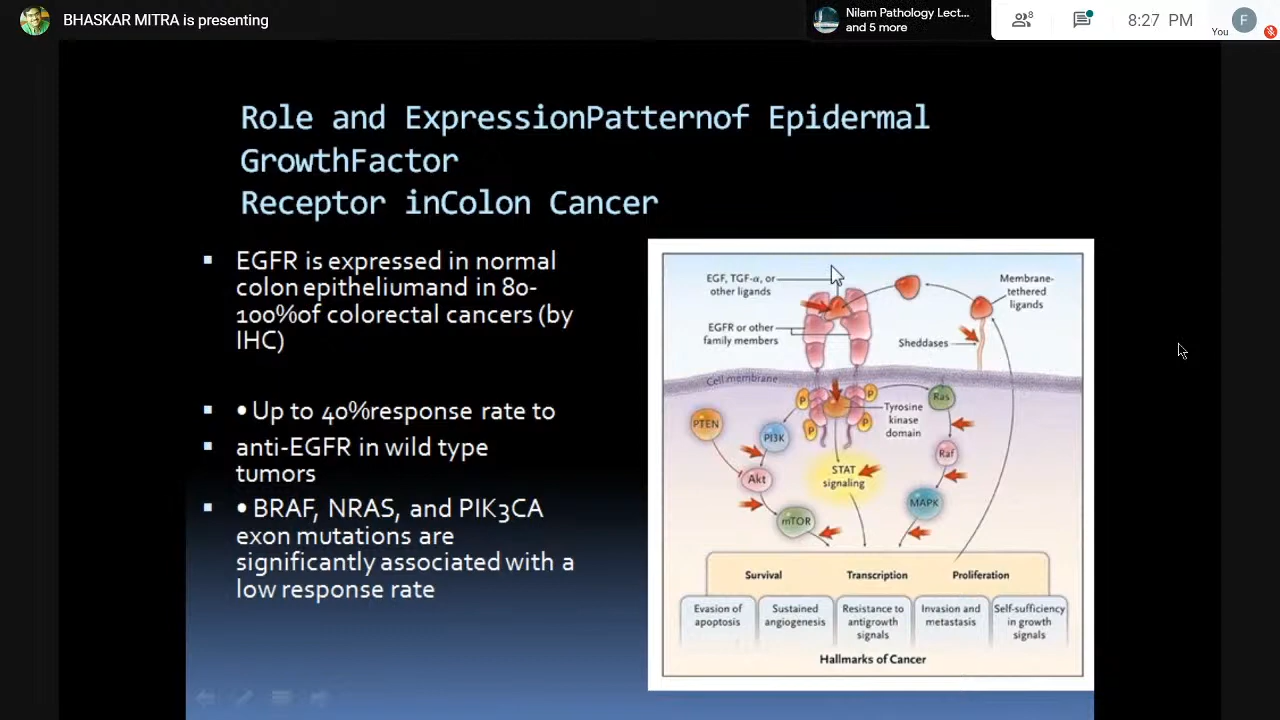 BHASKAR MITRA is presenting
Nilam Pathology Lect...
and 5 more
8
8:27 PM
You
F
Role and ExpressionPatternof Epidermal
GrowthFactor
Receptor inColon Cancer
▪ EGFR is expressed in normal
colon epitheliumand in 80-
100%of colorectal cancers (by
IHC)
▪ • Up to 40%response rate to
▪ anti-EGFR in wild type
tumors
▪ • BRAF, NRAS, and PIK3CA
exon mutations are
significantly associated with a
low response rate
EGF, TGF-α, or
other ligands
Membrane-
tethered
ligands
EGFR or other
family members
Sheddases
Cell membrane
P
P
P
P
Ras
Tyrosine
kinase
domain
PTEN
PI3K
Raf
STAT
signaling
Akt
MAPK
mTOR
Survival
Transcription
Proliferation
Evasion of
apoptosis
Sustained
angiogenesis
Resistance to
antigrowth
signals
Invasion and
metastasis
Self-sufficiency
in growth
signals
Hallmarks of Cancer